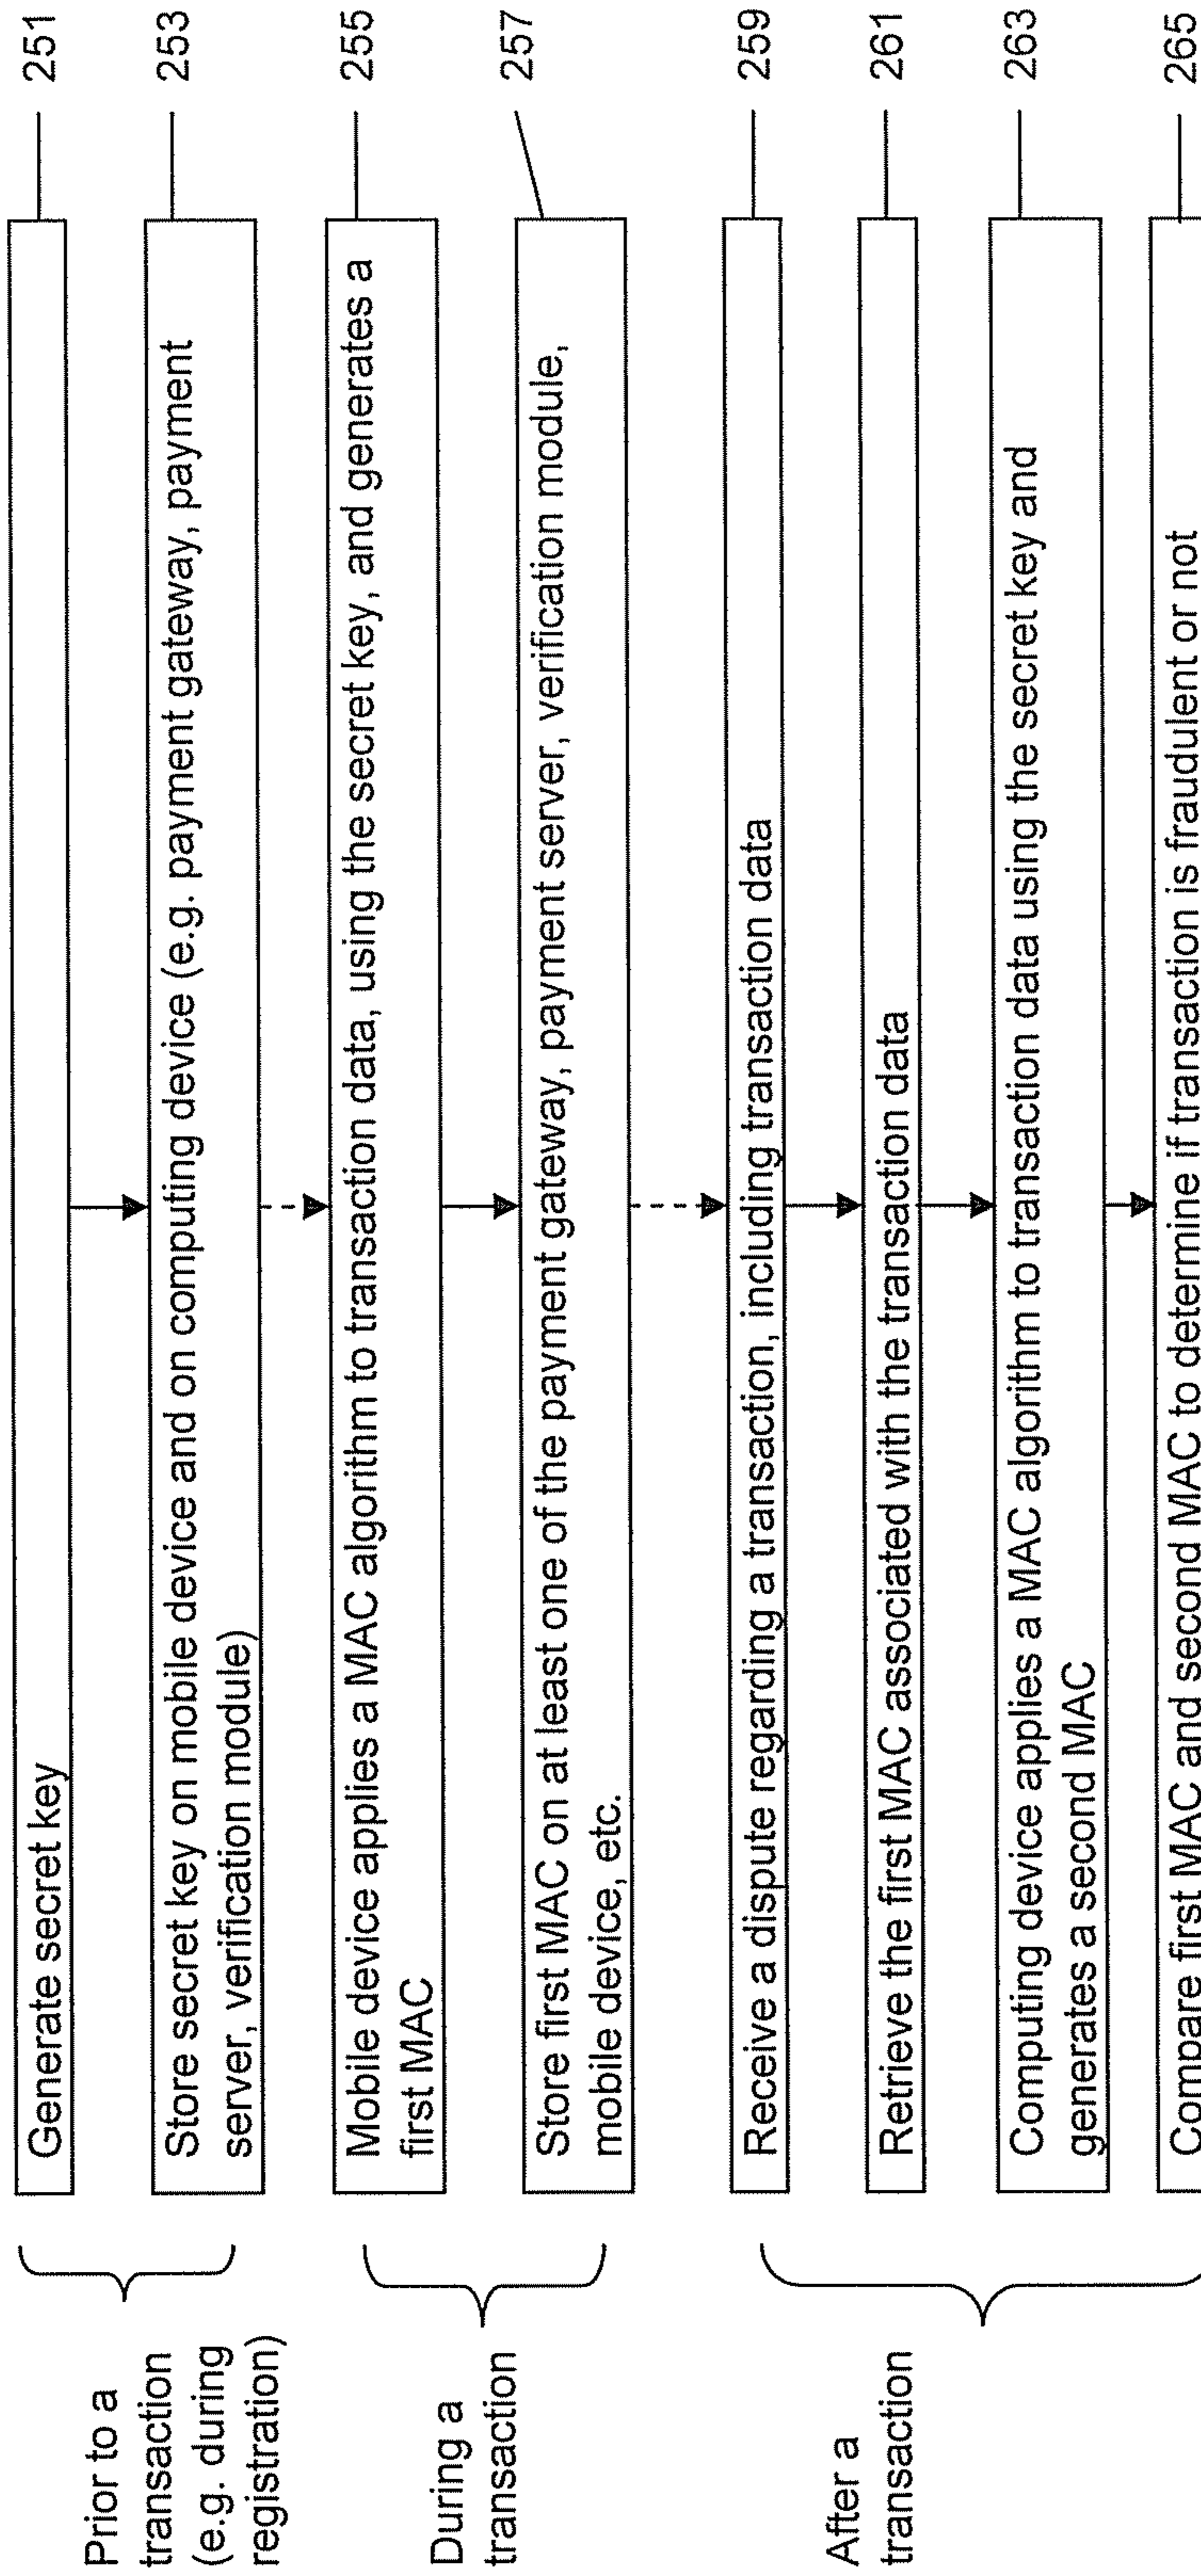 Prior to a
transaction
(e.g. during
registration)
Generate secret key
251
Store secret key on mobile device and on computing device (e.g. payment gateway, payment
server, verification module)
253
During a
transaction
Mobile device applies a MAC algorithm to transaction data, using the secret key, and generates a
first MAC
255
Store first MAC on at least one of the payment gateway, payment server, verification module,
mobile device, etc.
257
After a
transaction
Receive a dispute regarding a transaction, including transaction data
259
Retrieve the first MAC associated with the transaction data
261
Computing device applies a MAC algorithm to transaction data using the secret key and
generates a second MAC
263
Compare first MAC and second MAC to determine if transaction is fraudulent or not
265